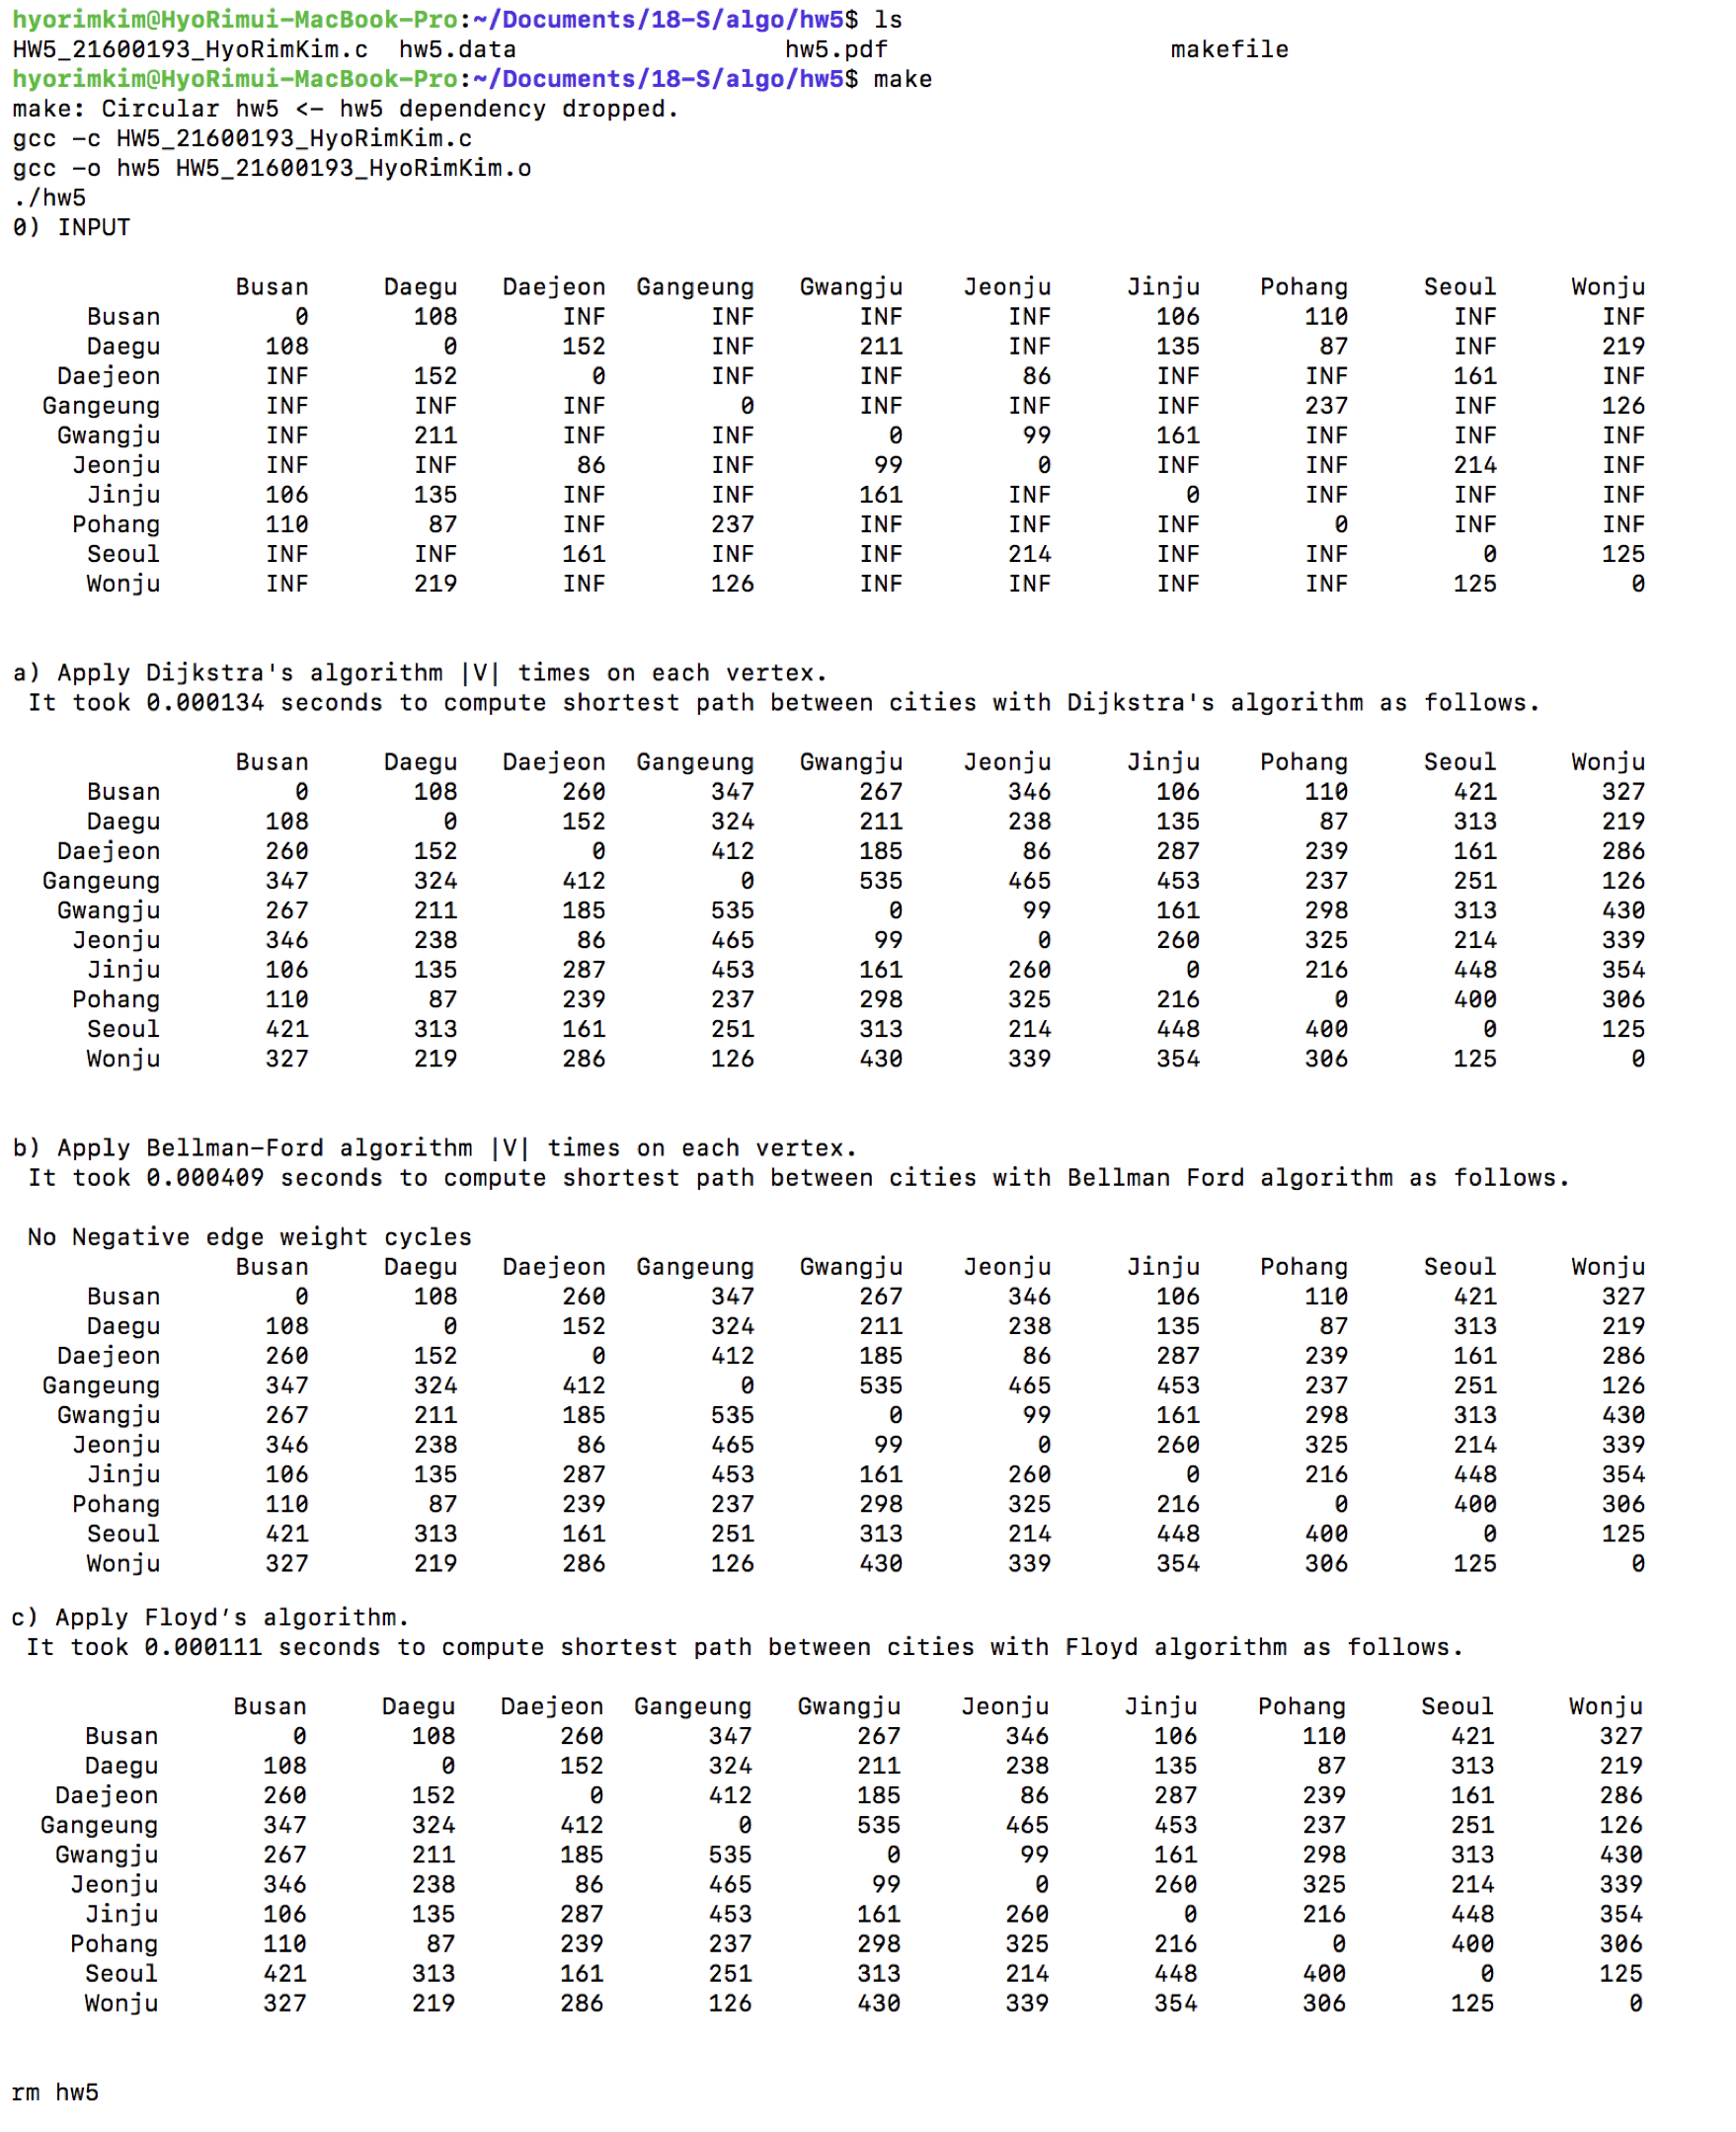 hyorimkim@HyoRimui-MacBook-Pro:~/Documents/18-S/algo/hw5$ ls
HW5_21600193_HyoRimKim.c  hw5.data                  hw5.pdf                   makefile
hyorimkim@HyoRimui-MacBook-Pro:~/Documents/18-S/algo/hw5$ make
make: Circular hw5 <- hw5 dependency dropped.
gcc -c HW5_21600193_HyoRimKim.c
gcc -o hw5 HW5_21600193_HyoRimKim.o
./hw5
0) INPUT
               Busan     Daegu   Daejeon  Gangeung   Gwangju    Jeonju     Jinju    Pohang     Seoul     Wonju
     Busan         0       108       INF       INF       INF       INF       106       110       INF       INF
     Daegu       108         0       152       INF       211       INF       135        87       INF       219
   Daejeon       INF       152         0       INF       INF        86       INF       INF       161       INF
  Gangeung       INF       INF       INF         0       INF       INF       INF       237       INF       126
   Gwangju       INF       211       INF       INF         0        99       161       INF       INF       INF
    Jeonju       INF       INF        86       INF        99         0       INF       INF       214       INF
     Jinju       106       135       INF       INF       161       INF         0       INF       INF       INF
    Pohang       110        87       INF       237       INF       INF       INF         0       INF       INF
     Seoul       INF       INF       161       INF       INF       214       INF       INF         0       125
     Wonju       INF       219       INF       126       INF       INF       INF       INF       125         0
a) Apply Dijkstra's algorithm |V| times on each vertex.
 It took 0.000134 seconds to compute shortest path between cities with Dijkstra's algorithm as follows.
               Busan     Daegu   Daejeon  Gangeung   Gwangju    Jeonju     Jinju    Pohang     Seoul     Wonju
     Busan         0       108       260       347       267       346       106       110       421       327
     Daegu       108         0       152       324       211       238       135        87       313       219
   Daejeon       260       152         0       412       185        86       287       239       161       286
  Gangeung       347       324       412         0       535       465       453       237       251       126
   Gwangju       267       211       185       535         0        99       161       298       313       430
    Jeonju       346       238        86       465        99         0       260       325       214       339
     Jinju       106       135       287       453       161       260         0       216       448       354
    Pohang       110        87       239       237       298       325       216         0       400       306
     Seoul       421       313       161       251       313       214       448       400         0       125
     Wonju       327       219       286       126       430       339       354       306       125         0
b) Apply Bellman-Ford algorithm |V| times on each vertex.
 It took 0.000409 seconds to compute shortest path between cities with Bellman Ford algorithm as follows.
 No Negative edge weight cycles
               Busan     Daegu   Daejeon  Gangeung   Gwangju    Jeonju     Jinju    Pohang     Seoul     Wonju
     Busan         0       108       260       347       267       346       106       110       421       327
     Daegu       108         0       152       324       211       238       135        87       313       219
   Daejeon       260       152         0       412       185        86       287       239       161       286
  Gangeung       347       324       412         0       535       465       453       237       251       126
   Gwangju       267       211       185       535         0        99       161       298       313       430
    Jeonju       346       238        86       465        99         0       260       325       214       339
     Jinju       106       135       287       453       161       260         0       216       448       354
    Pohang       110        87       239       237       298       325       216         0       400       306
     Seoul       421       313       161       251       313       214       448       400         0       125
     Wonju       327       219       286       126       430       339       354       306       125         0
c) Apply Floyd’s algorithm.
 It took 0.000111 seconds to compute shortest path between cities with Floyd algorithm as follows.
               Busan     Daegu   Daejeon  Gangeung   Gwangju    Jeonju     Jinju    Pohang     Seoul     Wonju
     Busan         0       108       260       347       267       346       106       110       421       327
     Daegu       108         0       152       324       211       238       135        87       313       219
   Daejeon       260       152         0       412       185        86       287       239       161       286
  Gangeung       347       324       412         0       535       465       453       237       251       126
   Gwangju       267       211       185       535         0        99       161       298       313       430
    Jeonju       346       238        86       465        99         0       260       325       214       339
     Jinju       106       135       287       453       161       260         0       216       448       354
    Pohang       110        87       239       237       298       325       216         0       400       306
     Seoul       421       313       161       251       313       214       448       400         0       125
     Wonju       327       219       286       126       430       339       354       306       125         0
rm hw5